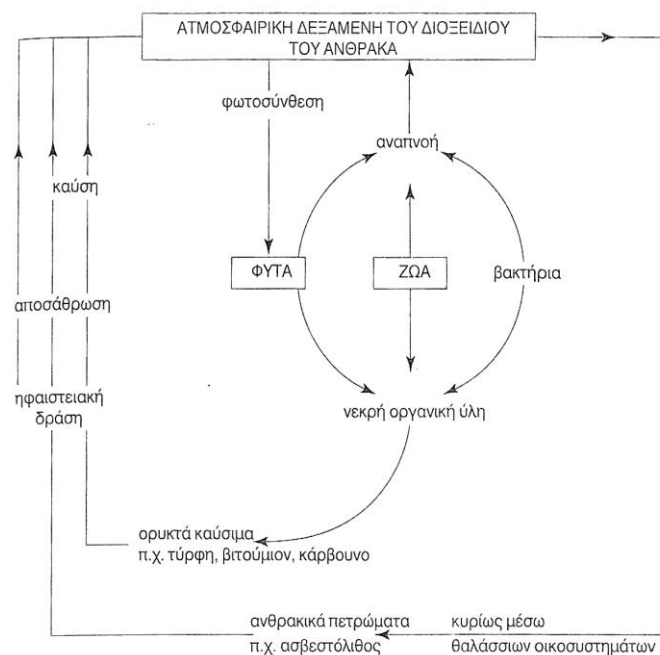 ΑΤΜΟΣΦΑΙΡΙΚΗ ΔΕΞΑΜΕΝΗ ΤΟΥ ΔΙΟΞΕΙΔΙΟΥ
ΤΟΥ ΑΝΘΡΑΚΑ
φωτοσύνθεση
αναπνοή
καύση
ΦΥΤΑ
ΖΩΑ
βακτήρια
αποσάθρωση
ηφαιστειακή
δράση
νεκρή οργανική ύλη
ορυκτά καύσιμα
π.χ. τύρφη, βιτούμιον, κάρβουνο
ανθρακικά πετρώματα
π.χ. ασβεστόλιθος
κυρίως μέσω
θαλάσσιων οικοσυστημάτων